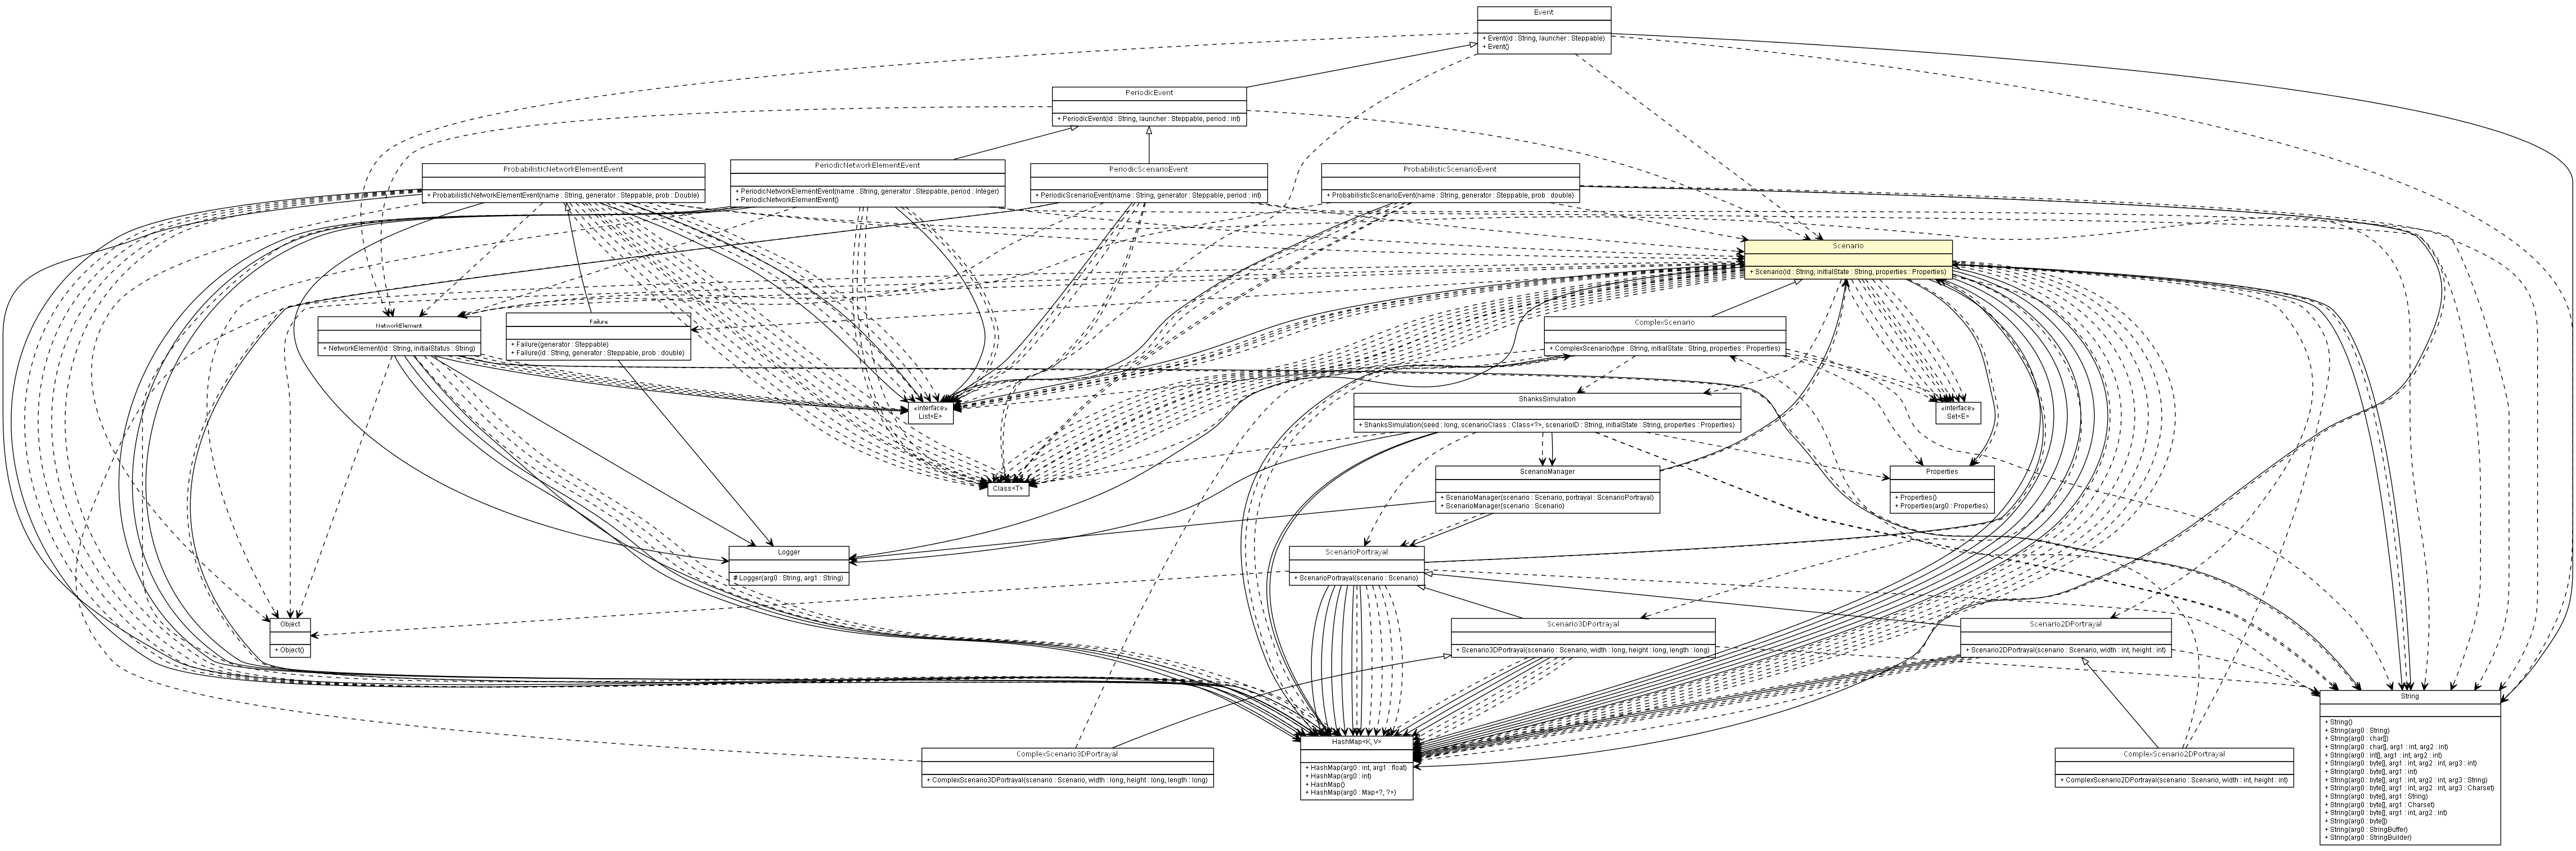 Event
+ Event(id : String, launcher : Steppable)
+ Event()
PeriodicEvent
+ PeriodicEvent(id : String, launcher : Steppable, period : int)
ProbabilisticNetworkElementEvent
+ ProbabilisticNetworkElementEvent(name : String, generator : Steppable, prob : Double)
PeriodicNetworkElementEvent
+ PeriodicNetworkElementEvent(name : String, generator : Steppable, period : Integer)
+ PeriodicNetworkElementEvent()
PeriodicScenarioEvent
+ PeriodicScenarioEvent(name : String, generator : Steppable, period : int)
ProbabilisticScenarioEvent
+ ProbabilisticScenarioEvent(name : String, generator : Steppable, prob : double)
Scenario
+ Scenario(id : String, initialState : String, properties : Properties)
NetworkElement
+ NetworkElement(id : String, initialStatus : String)
Failure
+ Failure(generator : Steppable)
+ Failure(id : String, generator : Steppable, prob : double)
ComplexScenario
+ ComplexScenario(type : String, initialState : String, properties : Properties)
«interface»
List<E>
ShanksSimulation
+ ShanksSimulation(seed : long, scenarioClass : Class<?>, scenarioID : String, initialState : String, properties : Properties)
«interface»
Set<E>
Class<T>
ScenarioManager
+ ScenarioManager(scenario : Scenario, portrayal : ScenarioPortrayal)
+ ScenarioManager(scenario : Scenario)
Properties
+ Properties()
+ Properties(arg0 : Properties)
Logger
# Logger(arg0 : String, arg1 : String)
ScenarioPortrayal
+ ScenarioPortrayal(scenario : Scenario)
Object
+ Object()
Scenario3DPortrayal
+ Scenario3DPortrayal(scenario : Scenario, width : long, height : long, length : long)
Scenario2DPortrayal
+ Scenario2DPortrayal(scenario : Scenario, width : int, height : int)
ComplexScenario3DPortrayal
+ ComplexScenario3DPortrayal(scenario : Scenario, width : long, height : long, length : long)
HashMap<K, V>
+ HashMap(arg0 : int, arg1 : float)
+ HashMap(arg0 : int)
+ HashMap()
+ HashMap(arg0 : Map<?, ?>)
ComplexScenario2DPortrayal
+ ComplexScenario2DPortrayal(scenario : Scenario, width : int, height : int)
String
+ String()
+ String(arg0 : String)
+ String(arg0 : char[])
+ String(arg0 : char[], arg1 : int, arg2 : int)
+ String(arg0 : int[], arg1 : int, arg2 : int)
+ String(arg0 : byte[], arg1 : int, arg2 : int, arg3 : int)
+ String(arg0 : byte[], arg1 : int)
+ String(arg0 : byte[], arg1 : int, arg2 : int, arg3 : String)
+ String(arg0 : byte[], arg1 : int, arg2 : int, arg3 : Charset)
+ String(arg0 : byte[], arg1 : String)
+ String(arg0 : byte[], arg1 : Charset)
+ String(arg0 : byte[], arg1 : int, arg2 : int)
+ String(arg0 : byte[])
+ String(arg0 : StringBuffer)
+ String(arg0 : StringBuilder)